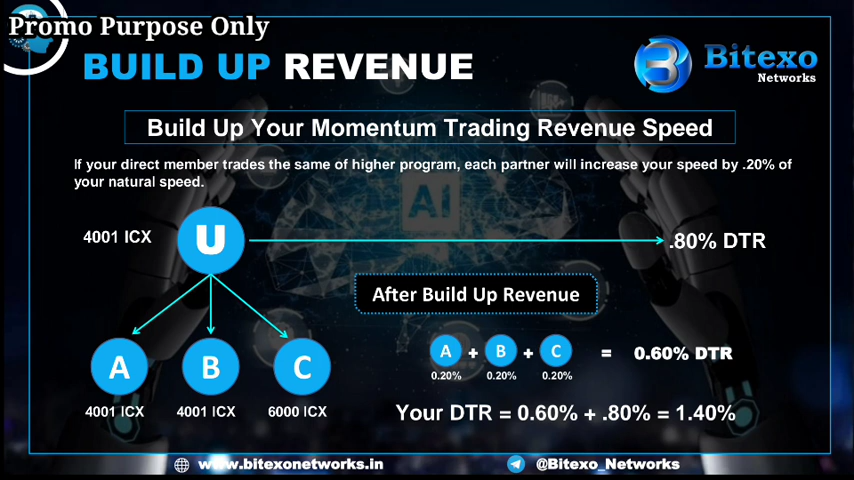 Promo Purpose Only
BUILD UP REVENUE
Bitexo
Networks
Build Up Your Momentum Trading Revenue Speed
If your direct member trades the same of higher program, each partner will increase your speed by .20% of
your natural speed.
4001 ICX
U
.80% DTR
AI
After Build Up Revenue
A
B
C
4001 ICX
4001 ICX
6000 ICX
A + B + C = 0.60% DTR
0.20% 0.20% 0.20%
Your DTR = 0.60% + .80% = 1.40%
www.bitexonetworks.in
@Bitexo_Networks